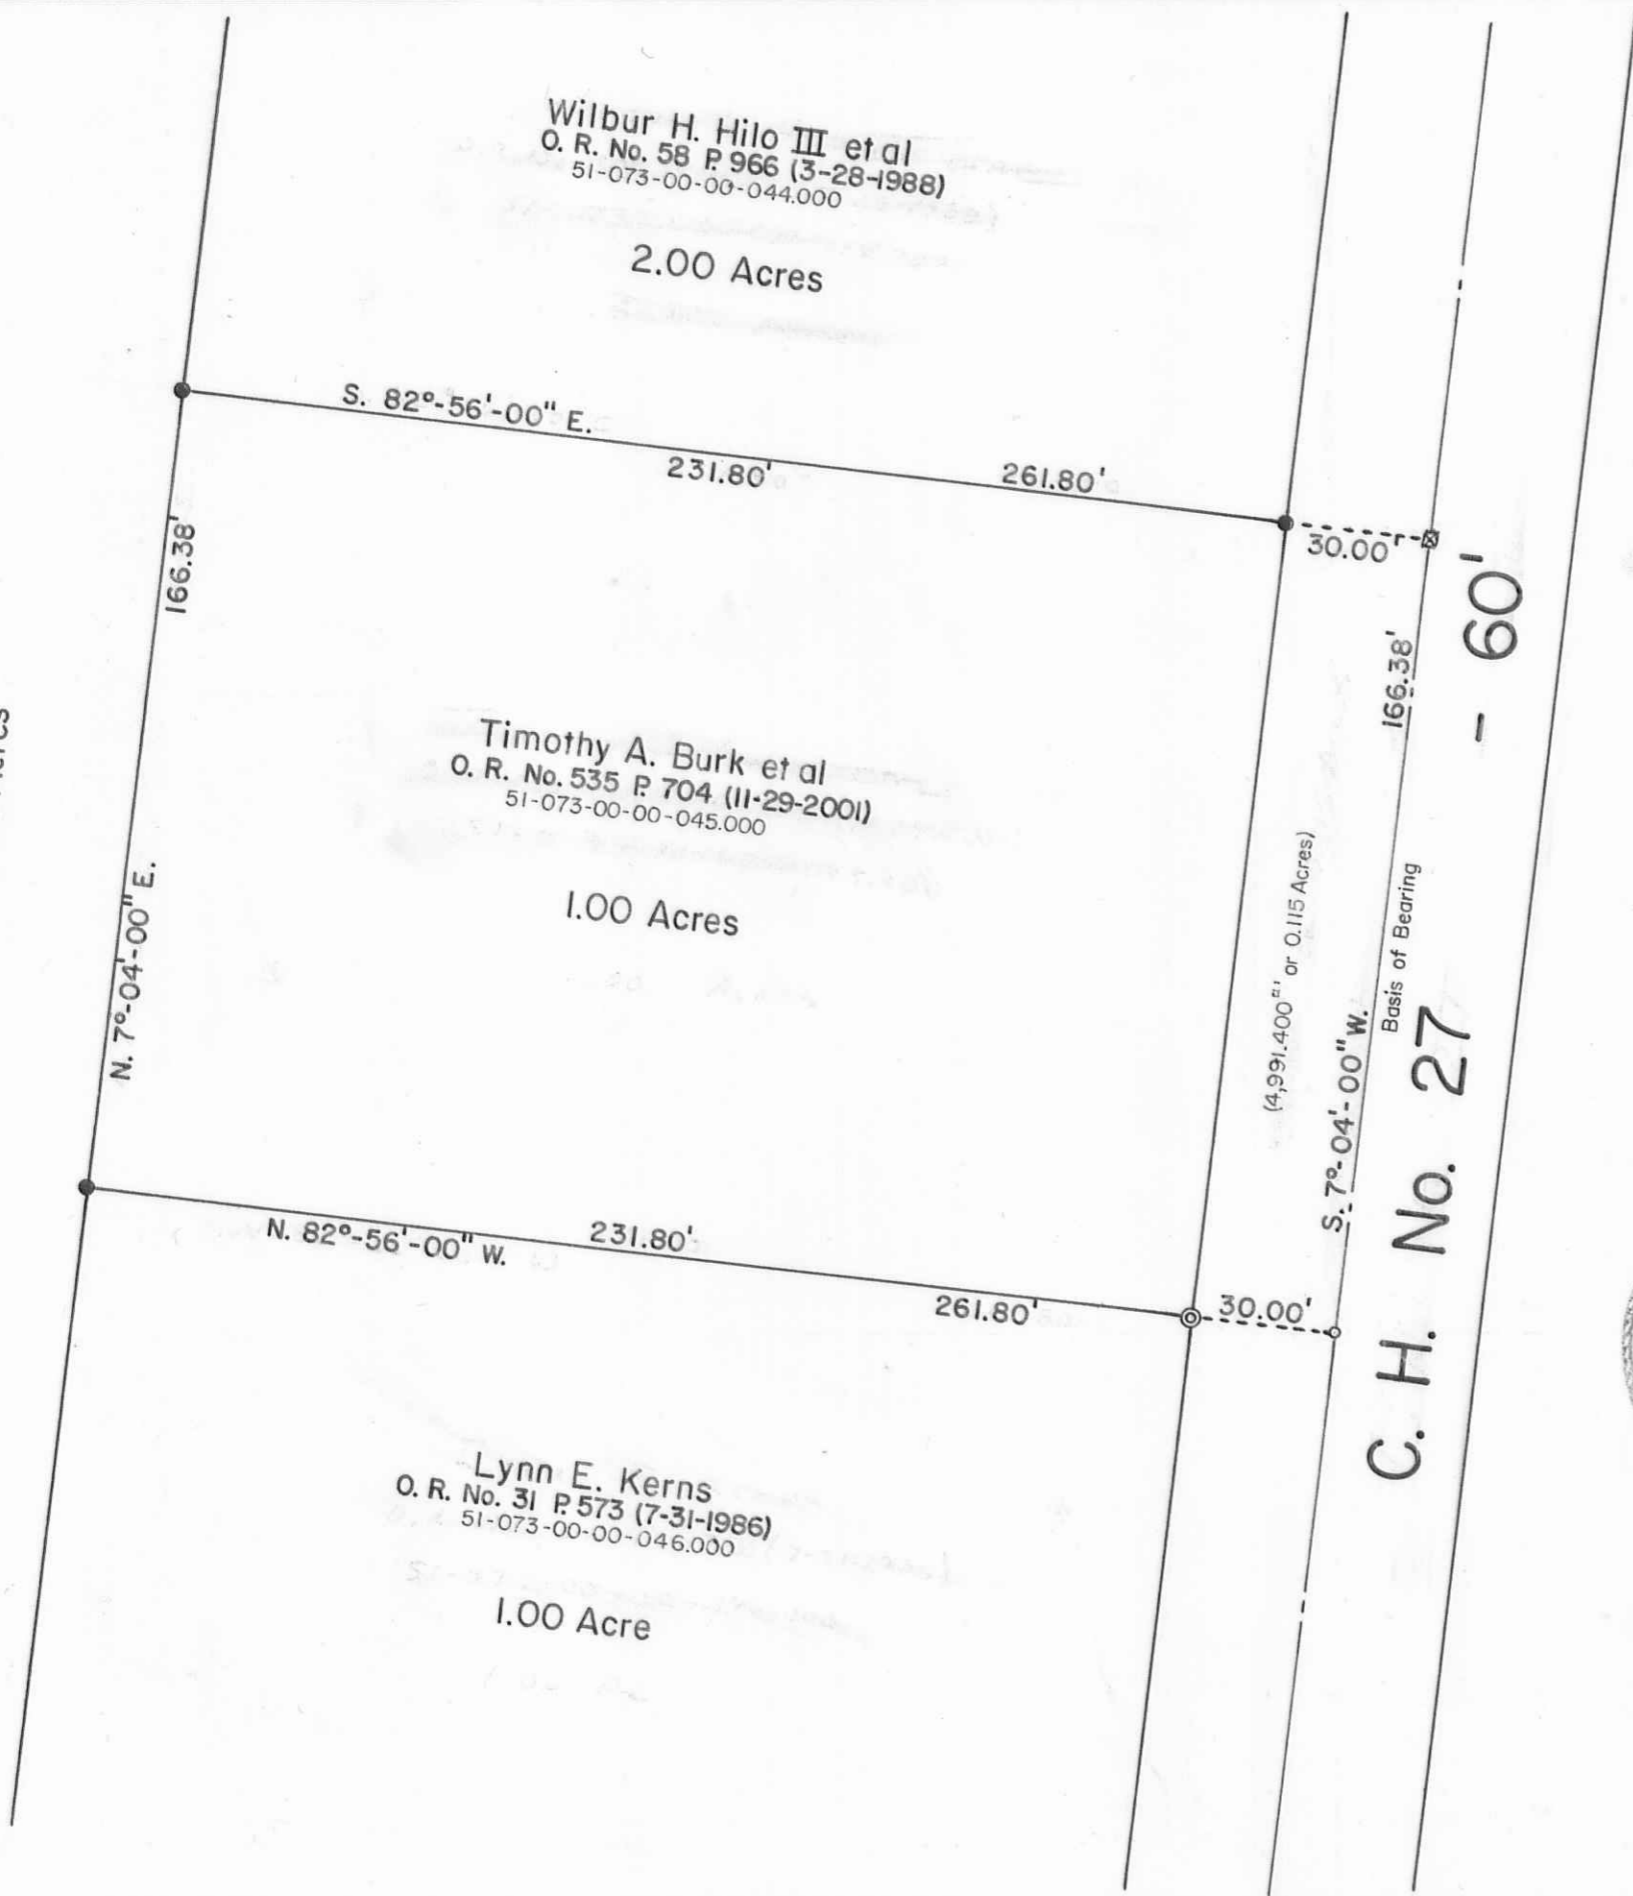 Wilbur H. Hilo III et al
O. R. No. 58 P. 966 (3-28-1988)
51-073-00-00-044.000
2.00 Acres
S. 82°-56'-00" E.
231.80'
261.80'
30.00'
166.38'
N. 7°-04'-00" E.
Timothy A. Burk et al
O. R. No. 535 P. 704 (11-29-2001)
51-073-00-00-045.000
1.00 Acres
(4,991.400□' or 0.115 Acres)
166.38'
S. 7°-04'-00" W.
Basis of Bearing
C. H. No. 27 - 60'
N. 82°-56'-00" W.
231.80'
261.80'
30.00'
Lynn E. Kerns
O. R. No. 31 P. 573 (7-31-1986)
51-073-00-00-046.000
1.00 Acre